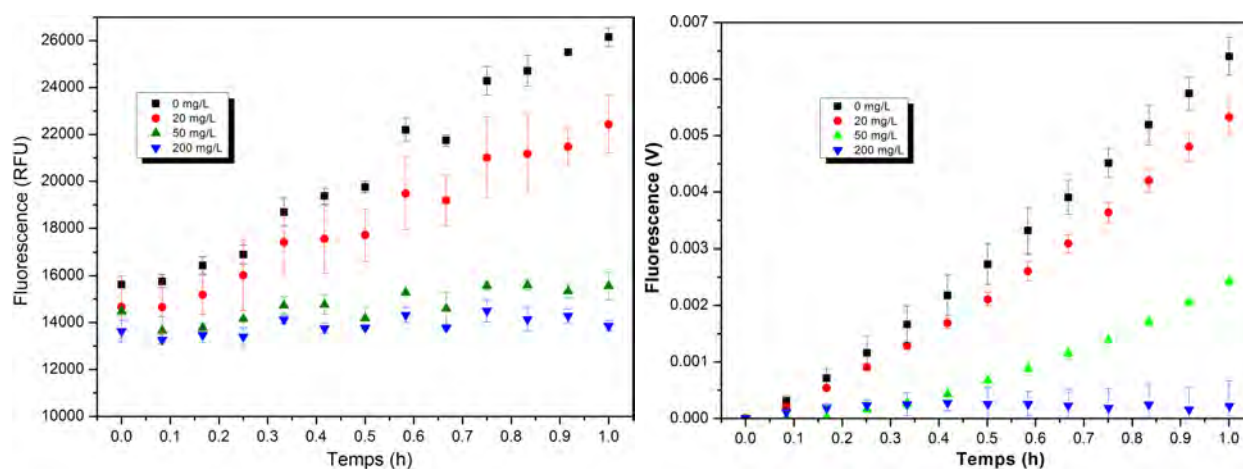 26000
24000
22000
20000
18000
16000
14000
12000
10000
Fluorescence (RFU)
0 mg/L
20 mg/L
50 mg/L
200 mg/L
0.0 0.1 0.2 0.3 0.4 0.5 0.6 0.7 0.8 0.9 1.0
Temps (h)
0.007
0.006
0.005
0.004
0.003
0.002
0.001
0.000
Fluorescence (V)
0 mg/L
20 mg/L
50 mg/L
200 mg/L
0.0 0.1 0.2 0.3 0.4 0.5 0.6 0.7 0.8 0.9 1.0
Temps (h)